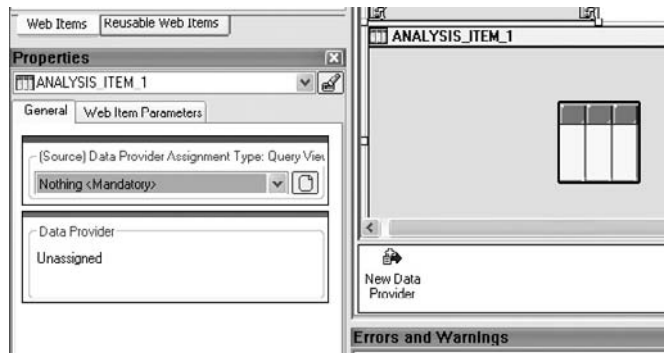 Web Items
Reusable Web Items
Properties
ANALYSIS_ITEM_1
General
Web Item Parameters
(Source) Data Provider Assignment Type: Query View
Nothing <Mandatory>
Data Provider
Unassigned
ANALYSIS_ITEM_1
New Data
Provider
Errors and Warnings